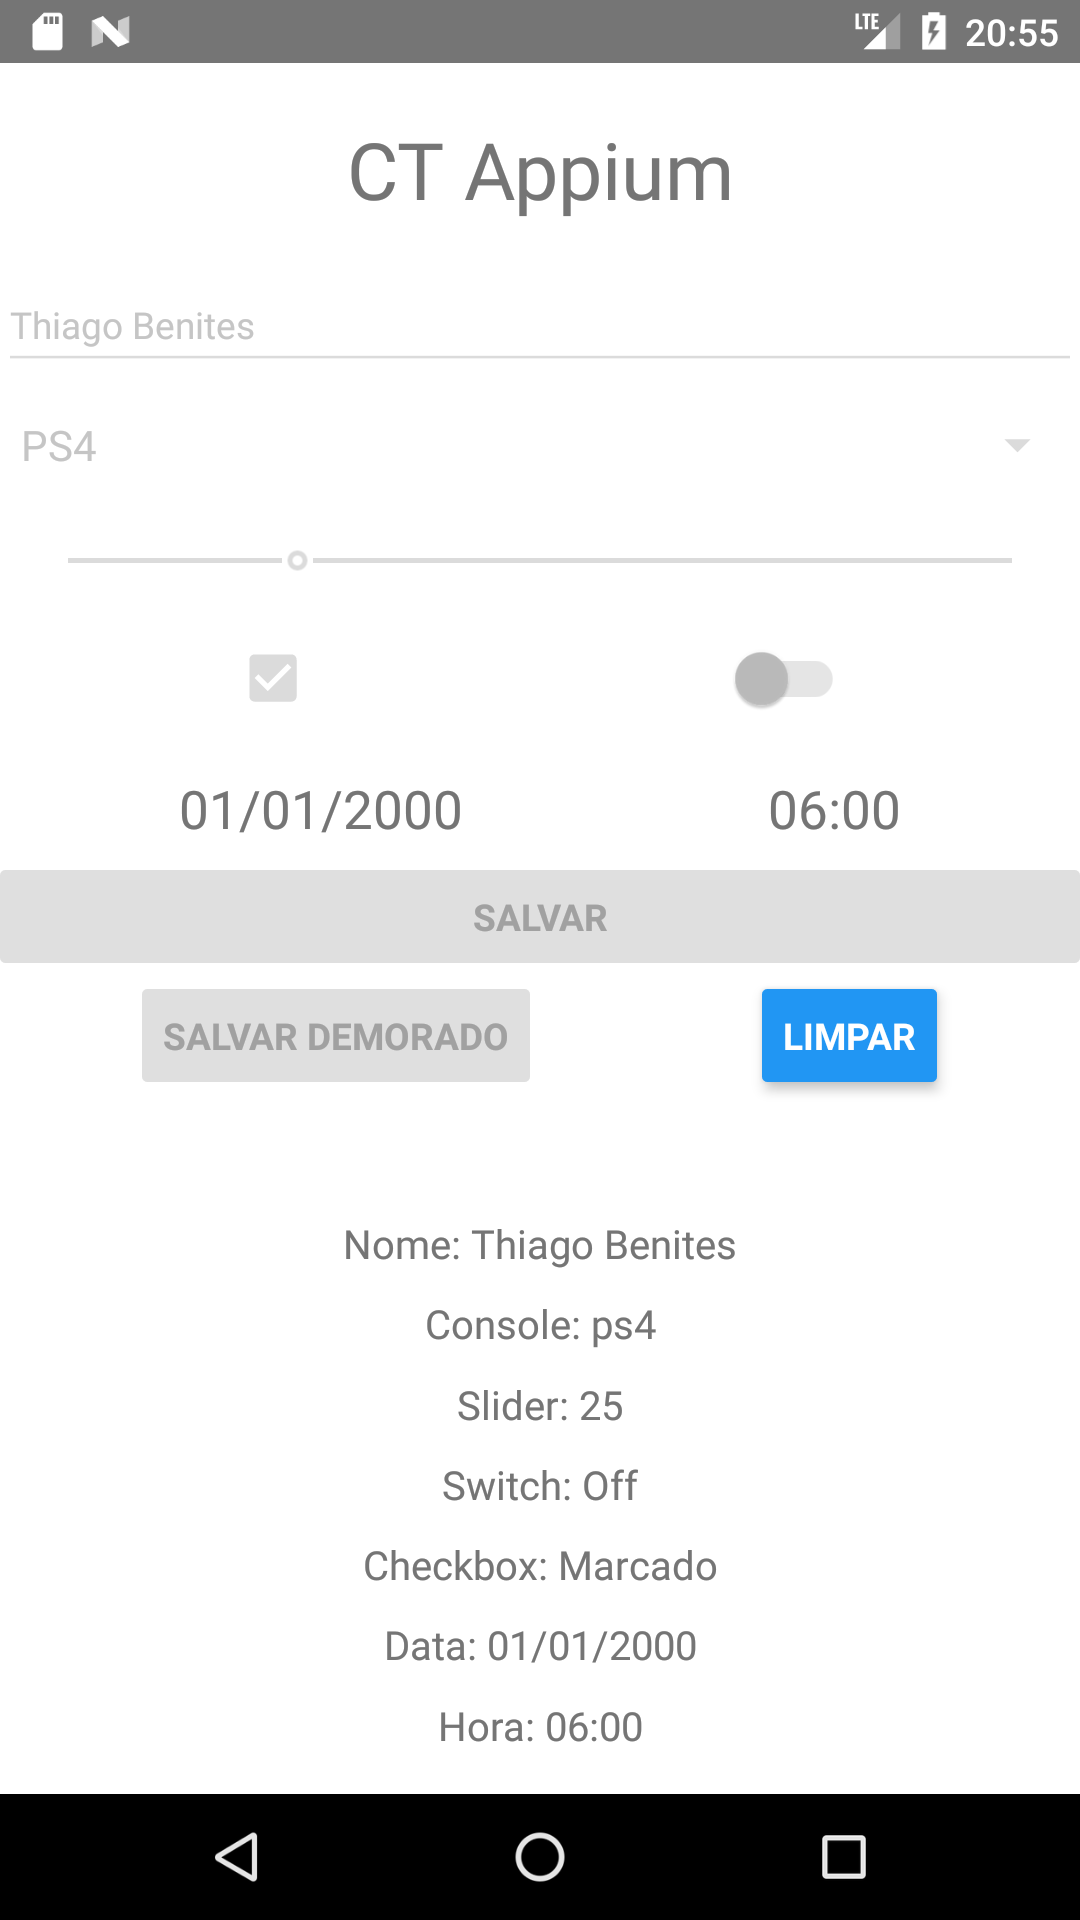 LTE 20:55
CT Appium
Thiago Benites
PS4
01/01/2000 06:00
SALVAR
SALVAR DEMORADO LIMPAR
Nome: Thiago Benites
Console: ps4
Slider: 25
Switch: Off
Checkbox: Marcado
Data: 01/01/2000
Hora: 06:00